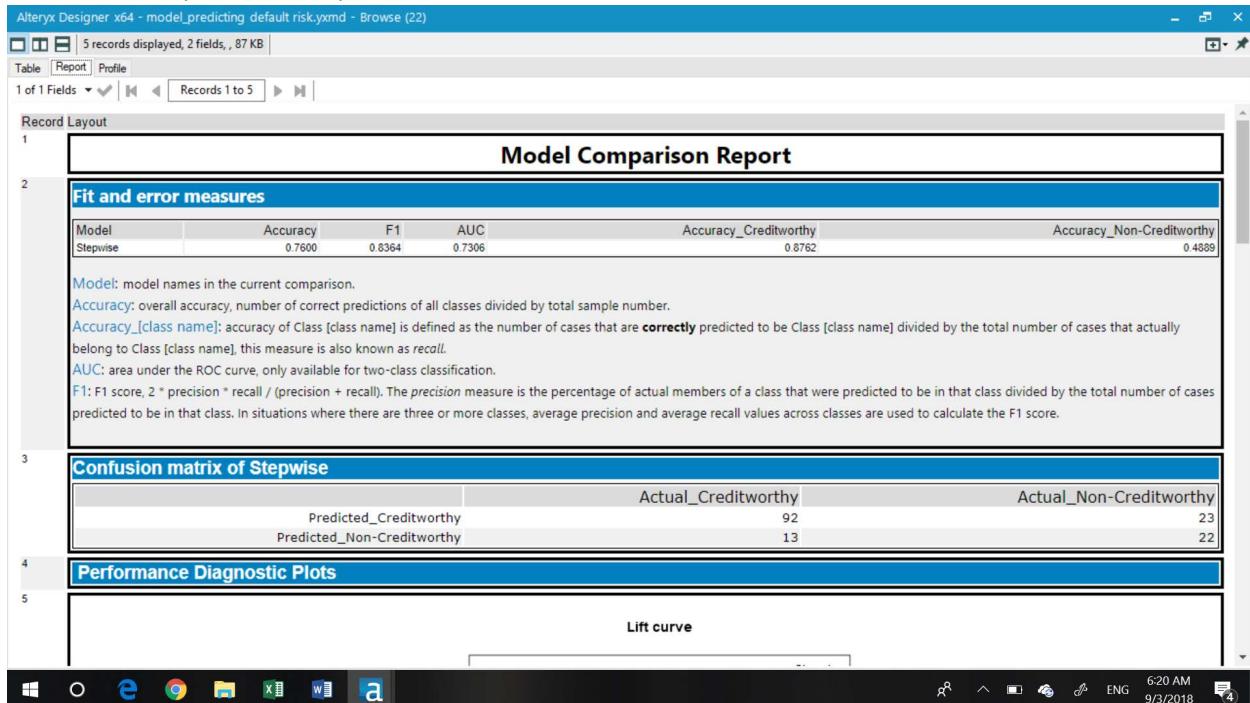 Alteryx Designer x64 - model_predicting default risk.yxmd - Browse (22)
5 records displayed, 2 fields, , 87 KB
Table Report Profile
1 of 1 Fields Records 1 to 5
Record Layout
1
Model Comparison Report
2
Fit and error measures
Model Accuracy F1 AUC Accuracy_Creditworthy Accuracy_Non-Creditworthy
Stepwise 0.7600 0.8364 0.7306 0.8762 0.4889
Model: model names in the current comparison.
Accuracy: overall accuracy, number of correct predictions of all classes divided by total sample number.
Accuracy_[class name]: accuracy of Class [class name] is defined as the number of cases that are correctly predicted to be Class [class name] divided by the total number of cases that actually
belong to Class [class name], this measure is also known as recall.
AUC: area under the ROC curve, only available for two-class classification.
F1: F1 score, 2 * precision * recall / (precision + recall). The precision measure is the percentage of actual members of a class that were predicted to be in that class divided by the total number of cases
predicted to be in that class. In situations where there are three or more classes, average precision and average recall values across classes are used to calculate the F1 score.
3
Confusion matrix of Stepwise
Actual_Creditworthy Actual_Non-Creditworthy
Predicted_Creditworthy 92 23
Predicted_Non-Creditworthy 13 22
4
Performance Diagnostic Plots
5
Lift curve
ENG
6:20 AM
9/3/2018
4